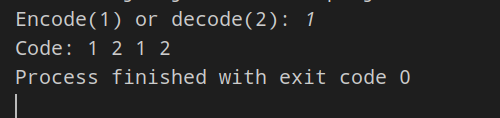 Encode(1) or decode(2): 1
Code: 1 2 1 2
Process finished with exit code 0